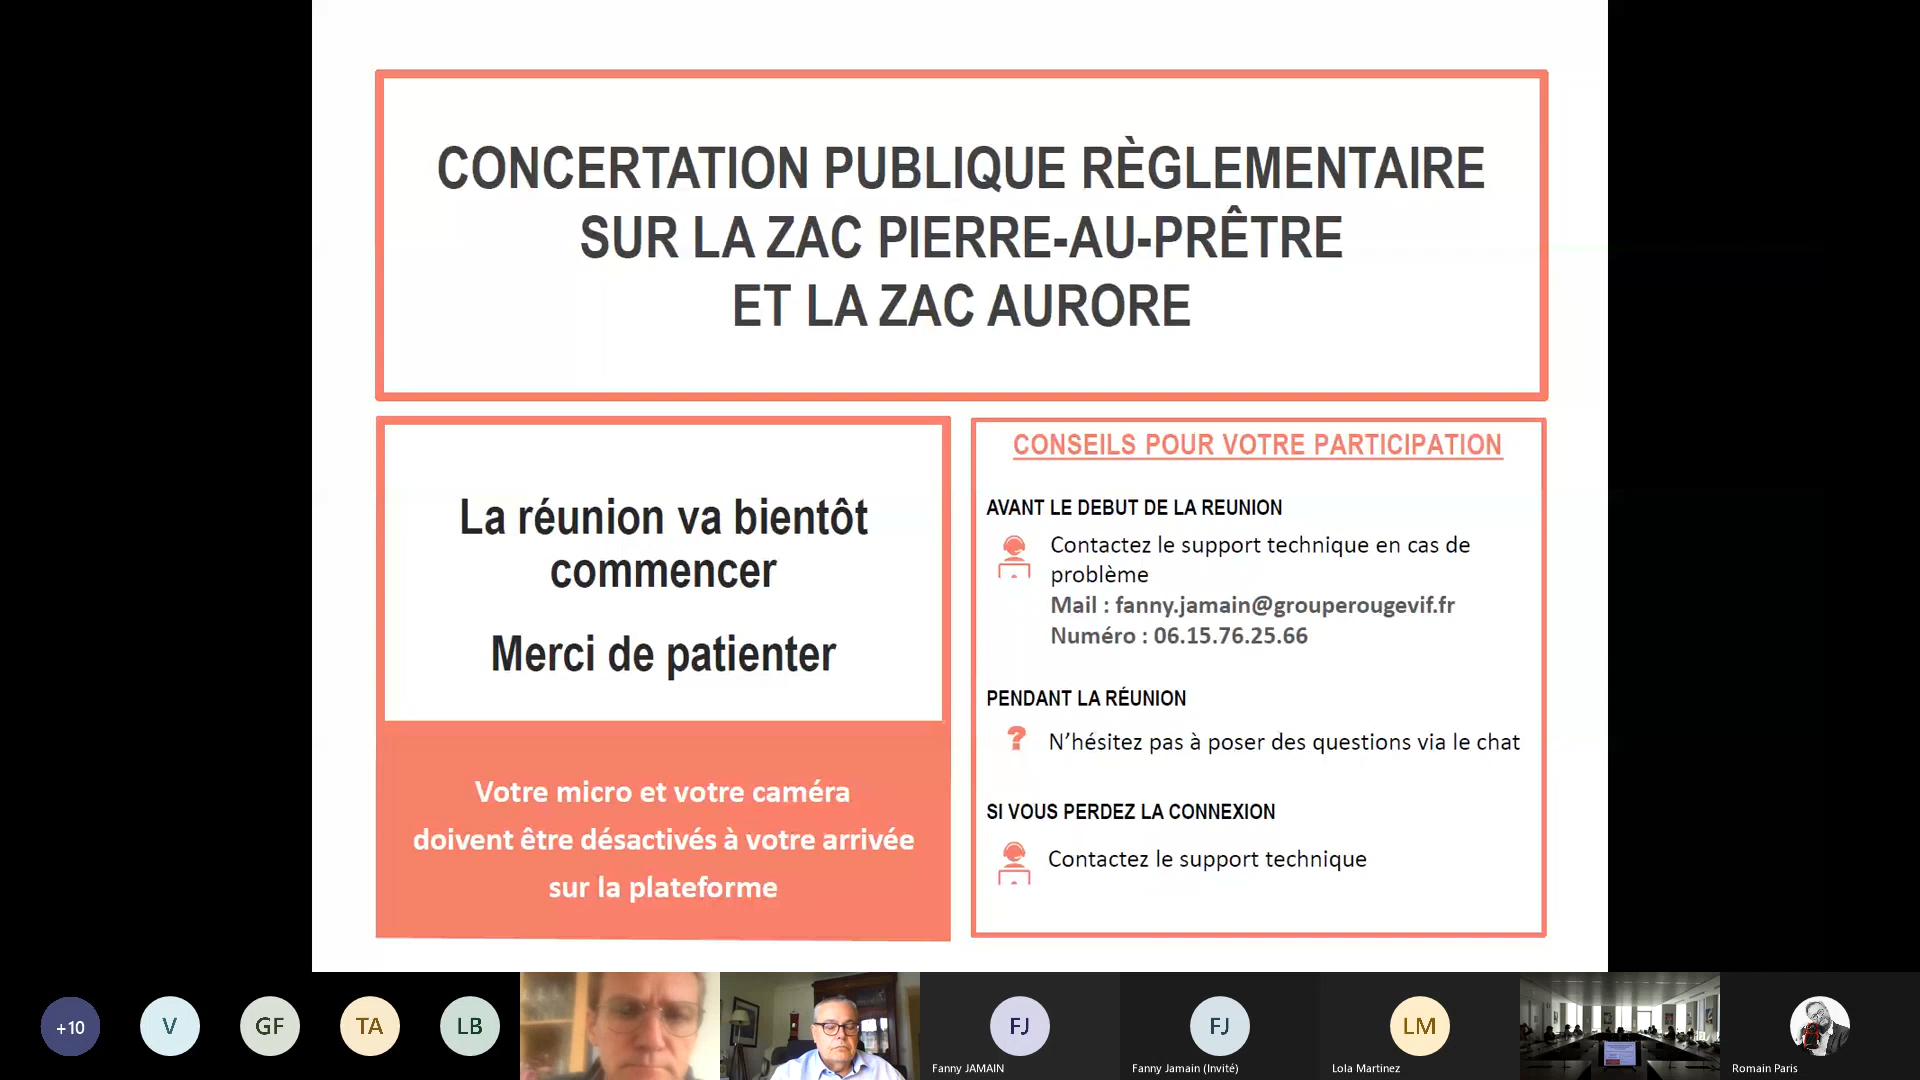 CONCERTATION PUBLIQUE RÈGLEMENTAIRE
SUR LA ZAC PIERRE-AU-PRÊTRE
ET LA ZAC AURORE
La réunion va bientôt
commencer
Merci de patienter
Votre micro et votre caméra
doivent être désactivés à votre arrivée
sur la plateforme
CONSEILS POUR VOTRE PARTICIPATION
AVANT LE DEBUT DE LA REUNION
Contactez le support technique en cas de
problème
Mail : fanny.jamain@grouperougevif.fr
Numéro : 06.15.76.25.66
PENDANT LA RÉUNION
? N'hésitez pas à poser des questions via le chat
SI VOUS PERDEZ LA CONNEXION
Contactez le support technique
+10
V
GF
TA
LB
FJ
Fanny JAMAIN
FJ
Fanny Jamain (Invité)
LM
Lola Martinez
Romain Paris